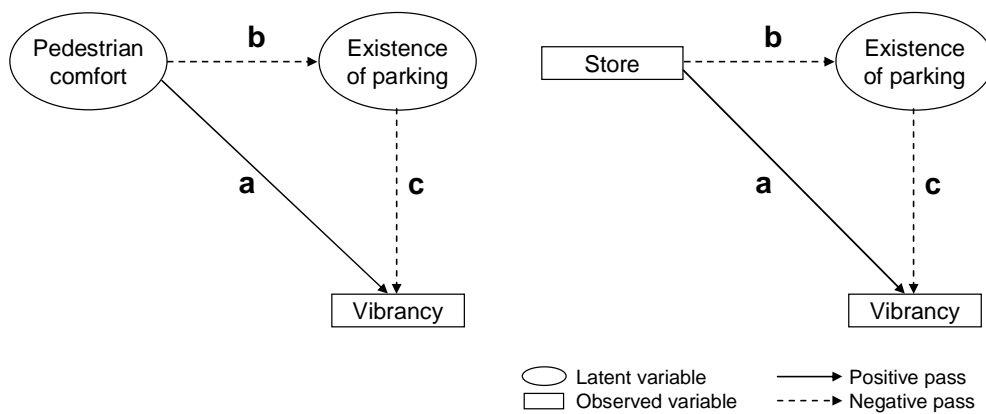 Pedestrian
comfort
b
Existence
of parking
a
c
Vibrancy
Store
b
Existence
of parking
a
c
Vibrancy
Latent variable
Observed variable
Positive pass
Negative pass